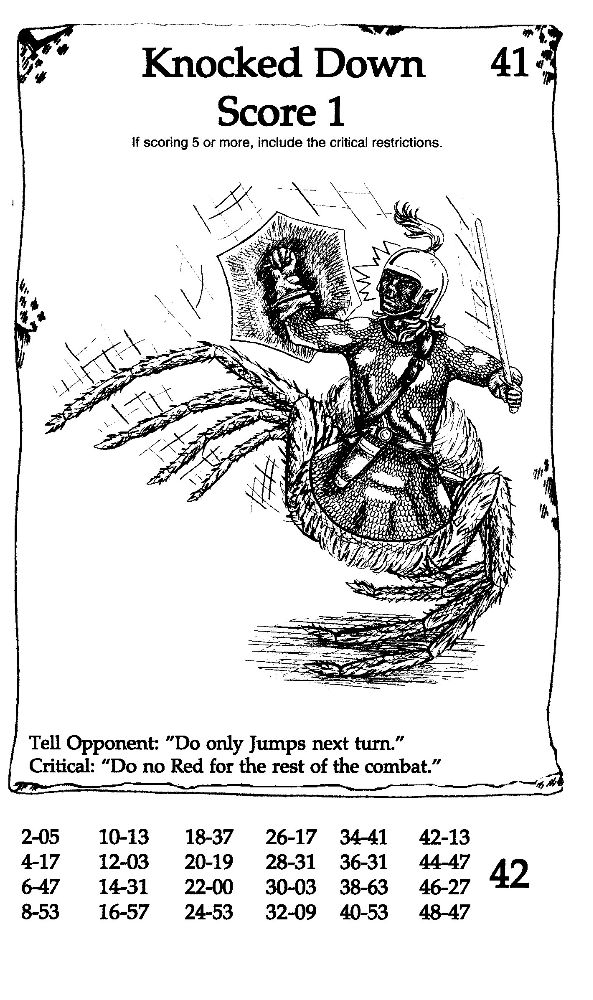 Knocked Down 41
Score 1
If scoring 5 or more, include the critical restrictions.
Tell Opponent: "Do only Jumps next turn."
Critical: "Do no Red for the rest of the combat."
2-05 10-13 18-37 26-17 34-41 42-13
4-17 12-03 20-19 28-31 36-31 44-47
6-47 14-31 22-00 30-03 38-63 46-27
8-53 16-57 24-53 32-09 40-53 48-47
42